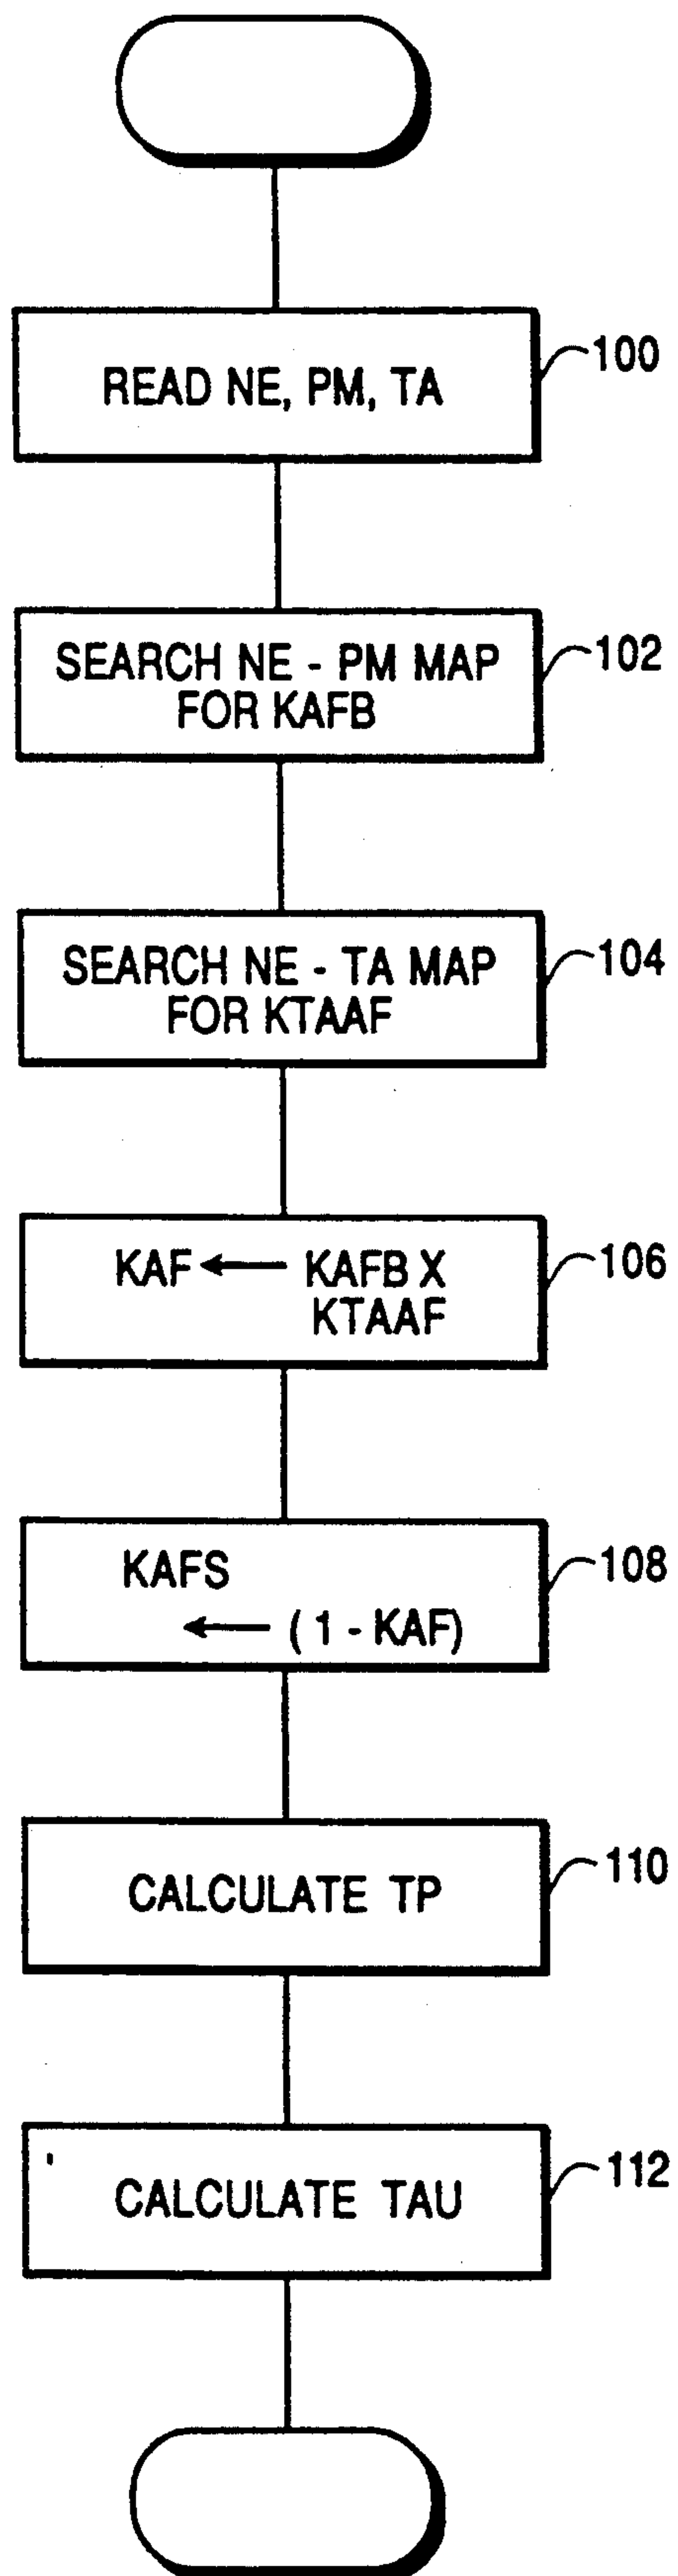 READ NE, PM, TA
100
SEARCH NE - PM MAP
FOR KAFB
102
SEARCH NE - TA MAP
FOR KTAAF
104
KAF ← KAFB X
KTAAF
106
KAFS
← ( 1 - KAF)
108
CALCULATE TP
110
CALCULATE TAU
112